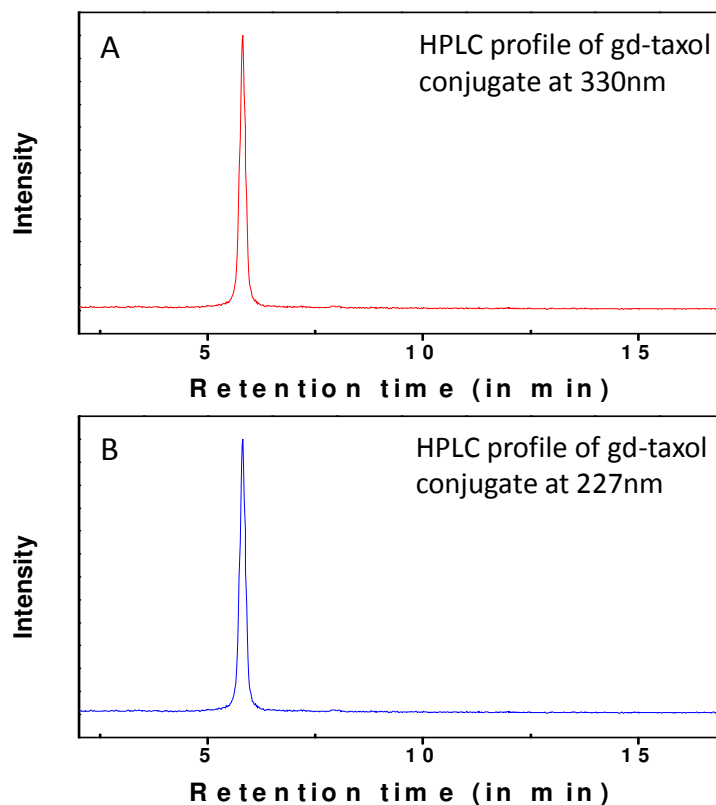 A
HPLC profile of gd-taxol
conjugate at 330nm
Intensity
5
10
15
Retention time (in min)
B
HPLC profile of gd-taxol
conjugate at 227nm
Intensity
5
10
15
Retention time (in min)